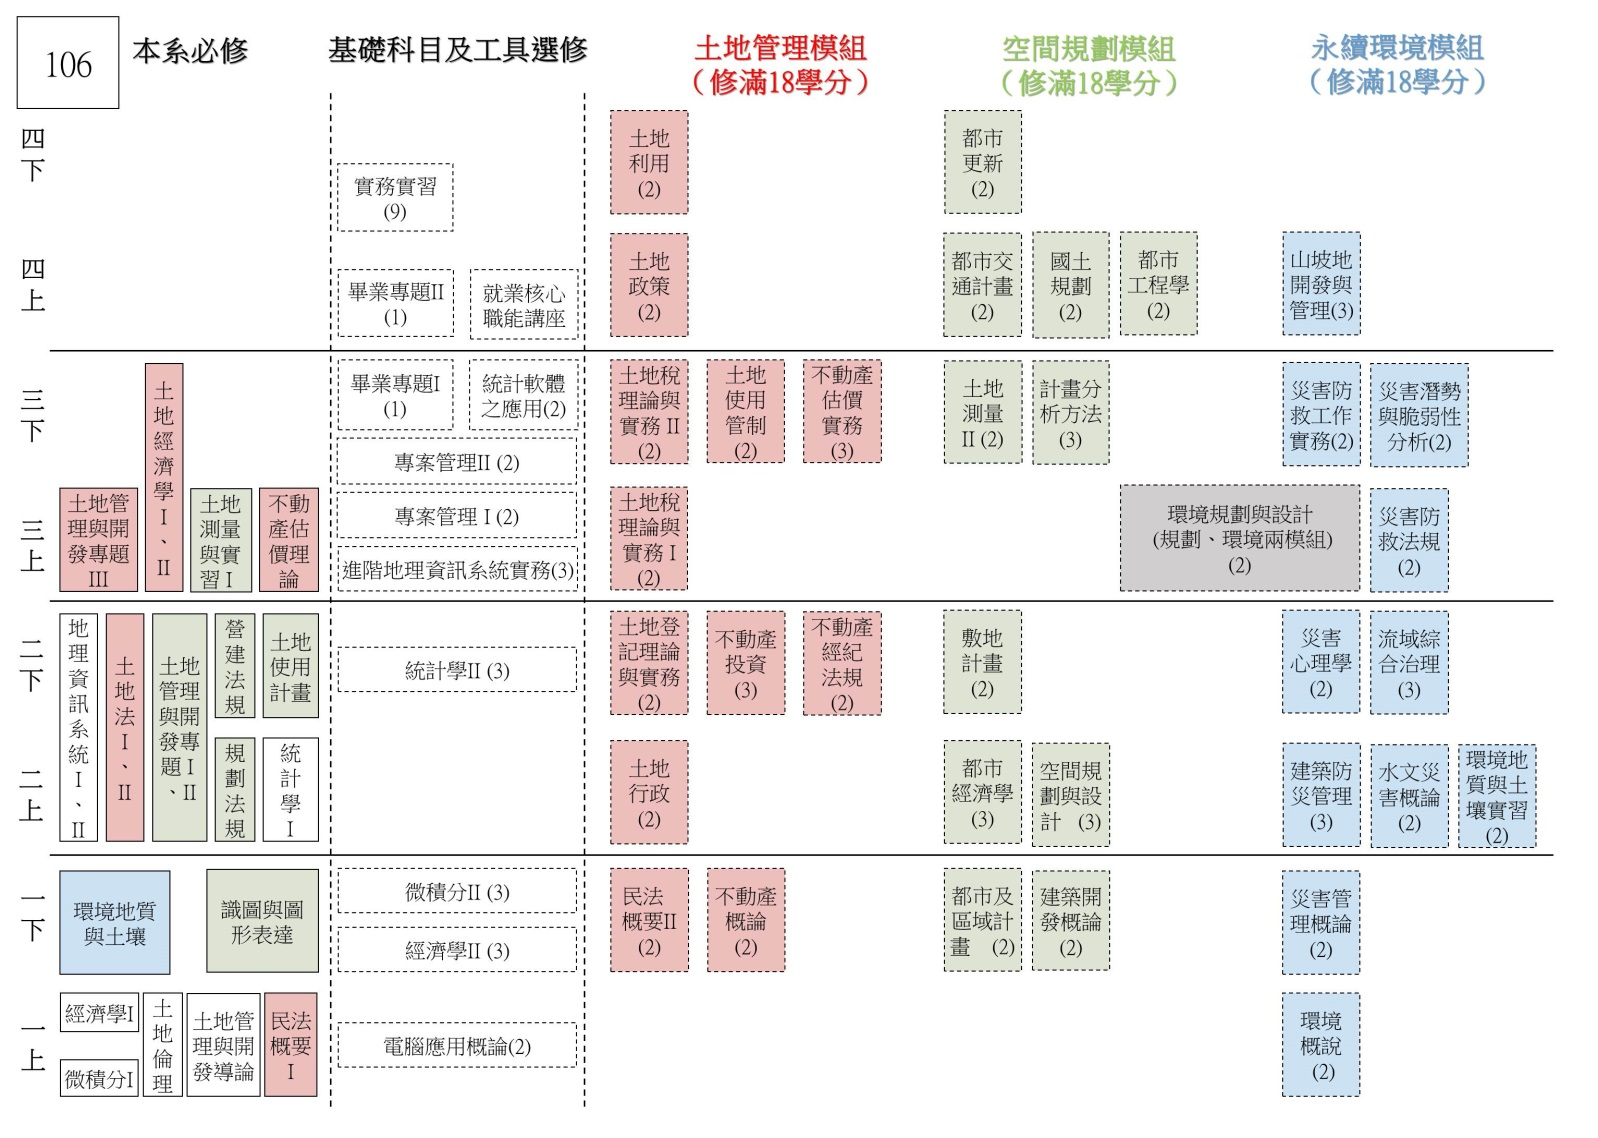 106
本系必修
基礎科目及工具選修
土地管理模組
（修滿18學分）
空間規劃模組
（修滿18學分）
永續環境模組
（修滿18學分）
四
下
實務實習
(9)
土地
利用
(2)
都市
更新
(2)
四
上
畢業專題II
(1)
就業核心
職能講座
土地
政策
(2)
都市交
通計畫
(2)
國土
規劃
(2)
都市
工程學
(2)
山坡地
開發與
管理(3)
三
下
土
地
經
濟
學
I
、
II
畢業專題I
(1)
統計軟體
之應用(2)
專案管理II (2)
土地稅
理論與
實務 II
(2)
土地
使用
管制
(2)
不動產
估價
實務
(3)
土地
測量
II (2)
計畫分
析方法
(3)
災害防
救工作
實務(2)
災害潛勢
與脆弱性
分析(2)
三
上
土地管
理與開
發專題
III
土地
測量
與實
習 I
不動
產估
價理
論
專案管理 I (2)
進階地理資訊系統實務(3)
土地稅
理論與
實務 I
(2)
環境規劃與設計
(規劃、環境兩模組)
(2)
災害防
救法規
(2)
二
下
地
理
資
訊
系
統
I
、
II
土
地
法
I
、
II
土地
管理
與開
發專
題 I
、II
營
建
法
規
土地
使用
計畫
統計學II (3)
土地登
記理論
與實務
(2)
不動產
投資
(3)
不動產
經紀
法規
(2)
敷地
計畫
(2)
災害
心理學
(2)
流域綜
合治理
(3)
二
上
規
劃
法
規
統
計
學
I
土地
行政
(2)
都市
經濟學
(3)
空間規
劃與設
計 (3)
建築防
災管理
(3)
水文災
害概論
(2)
環境地
質與土
壤實習
(2)
一
下
環境地質
與土壤
識圖與圖
形表達
微積分II (3)
經濟學II (3)
民法
概要II
(2)
不動產
概論
(2)
都市及
區域計
畫 (2)
建築開
發概論
(2)
災害管
理概論
(2)
一
上
經濟學I
微積分I
土
地
倫
理
土地管
理與開
發導論
民法
概要
I
電腦應用概論(2)
環境
概說
(2)